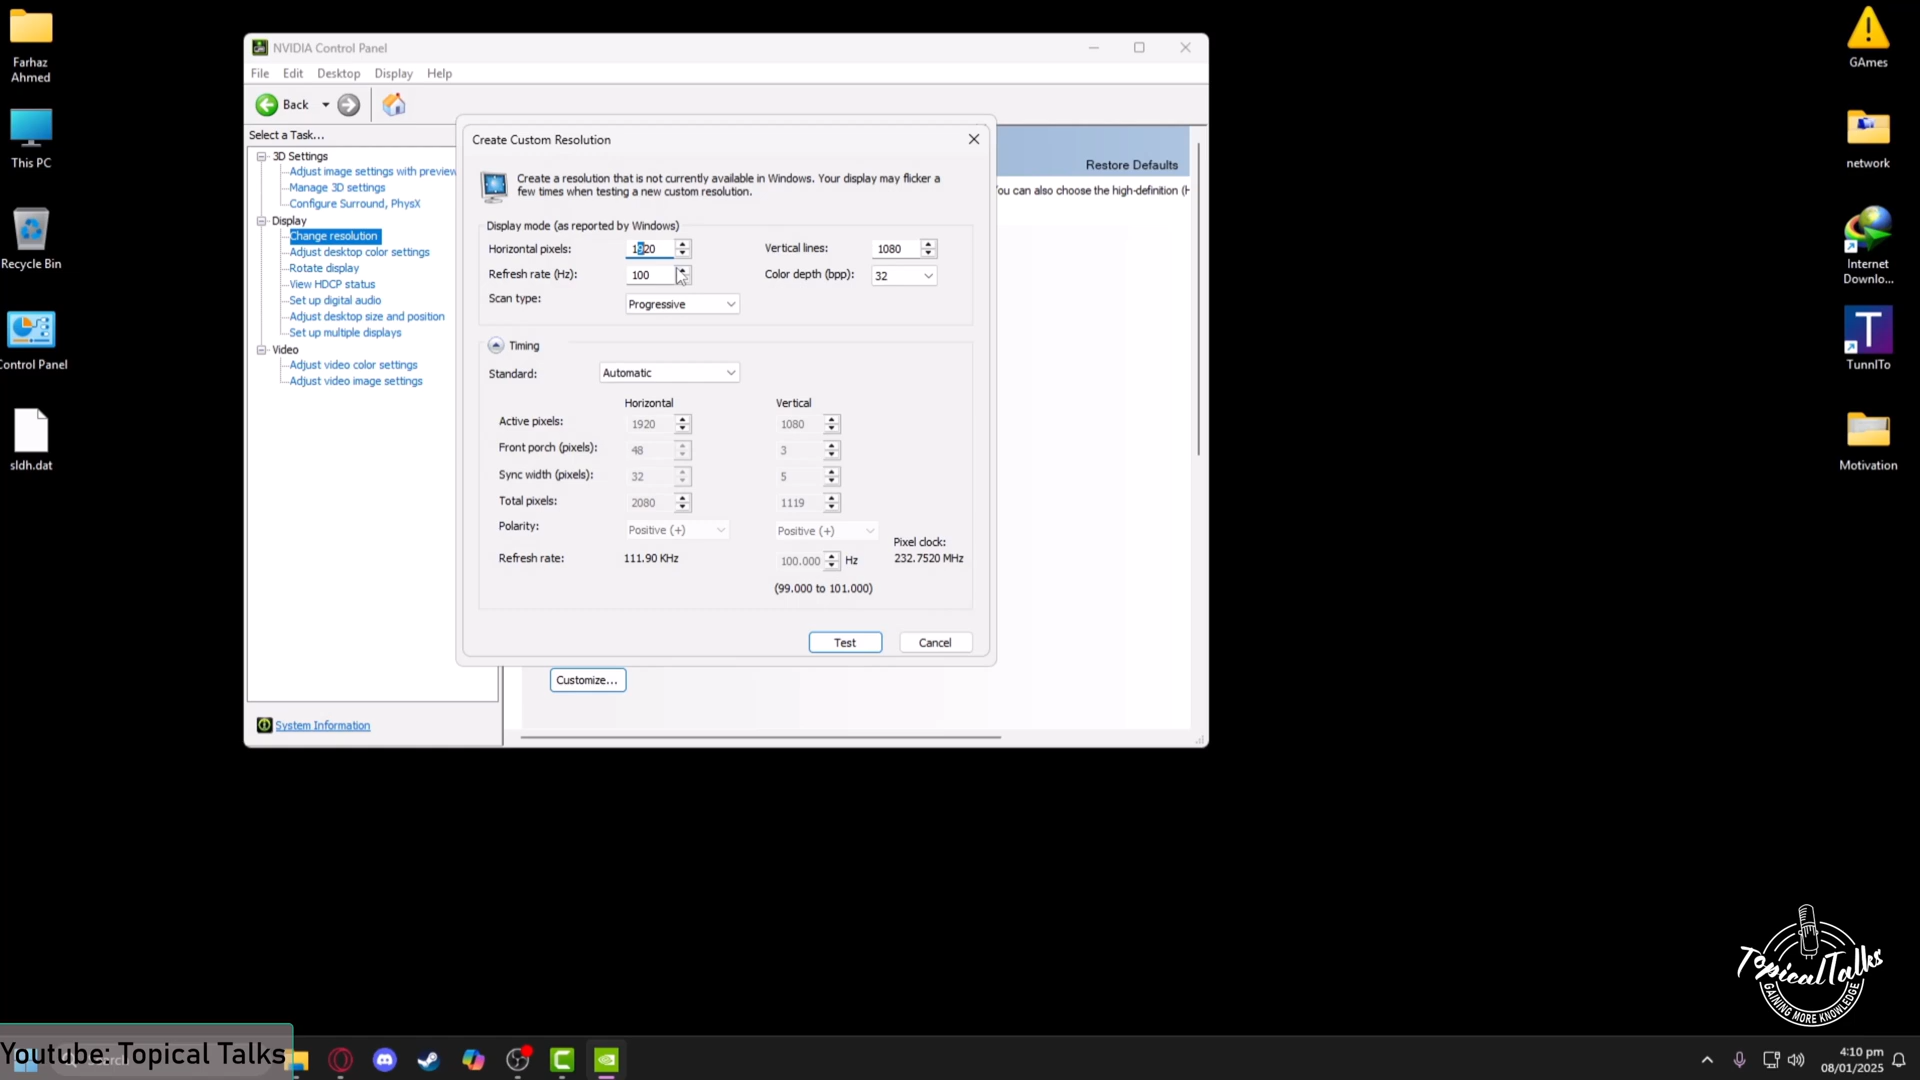 Farhaz
Ahmed
This PC
Recycle Bin
Control Panel
sldh.dat
NVIDIA Control Panel
File Edit Desktop Display Help
Back
Select a Task...
3D Settings
Adjust image settings with preview
Manage 3D settings
Configure Surround, PhysX
Display
Change resolution
Adjust desktop color settings
Rotate display
View HDCP status
Set up digital audio
Adjust desktop size and position
Set up multiple displays
Video
Adjust video color settings
Adjust video image settings
System Information
Restore Defaults
You can also choose the high-definition (H
Create Custom Resolution
Create a resolution that is not currently available in Windows. Your display may flicker a
few times when testing a new custom resolution.
Display mode (as reported by Windows)
Horizontal pixels: 1920 Vertical lines: 1080
Refresh rate (Hz): 100 Color depth (bpp): 32
Scan type: Progressive
Timing
Standard: Automatic
Horizontal Vertical
Active pixels: 1920 1080
Front porch (pixels): 48 3
Sync width (pixels): 32 5
Total pixels: 2080 1119
Polarity: Positive (+) Positive (+)
Pixel clock:
Refresh rate: 111.90 KHz 100.000 Hz 232.7520 MHz
(99.000 to 101.000)
Test Cancel
Customize...
GAmes
network
Internet
Downlo...
T
TunnlTo
Motivation
Topical Talks
GAINING MORE KNOWLEDGE
Youtube: Topical Talks
4:10 pm
08/01/2025